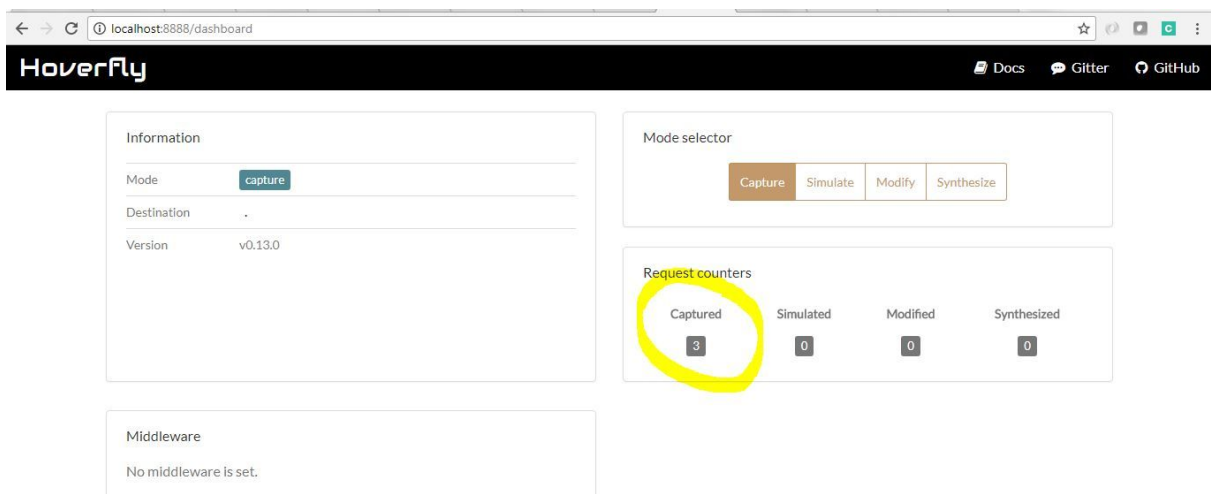 localhost:8888/dashboard
Hoverfly
Docs Gitter GitHub
Information
Mode capture
Destination .
Version v0.13.0
Mode selector
Capture Simulate Modify Synthesize
Request counters
Captured Simulated Modified Synthesized
3 0 0 0
Middleware
No middleware is set.